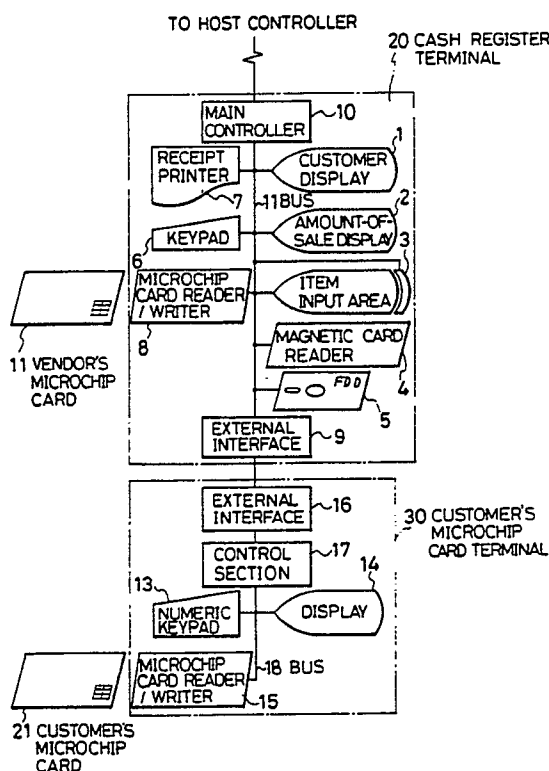 TO HOST CONTROLLER
20 CASH REGISTER
TERMINAL
MAIN
CONTROLLER
10
RECEIPT
PRINTER
7
CUSTOMER
DISPLAY
1
11 BUS
KEYPAD
6
AMOUNT-OF-
SALE DISPLAY
2
MICROCHIP
CARD READER
/ WRITER
8
ITEM
INPUT AREA
3
11 VENDOR'S
MICROCHIP
CARD
MAGNETIC CARD
READER
4
FDD
5
EXTERNAL
INTERFACE
9
EXTERNAL
INTERFACE
16
30 CUSTOMER'S
MICROCHIP
CARD TERMINAL
CONTROL
SECTION
17
13
NUMERIC
KEYPAD
14
DISPLAY
18 BUS
MICROCHIP
CARD READER
/ WRITER
15
21 CUSTOMER'S
MICROCHIP
CARD